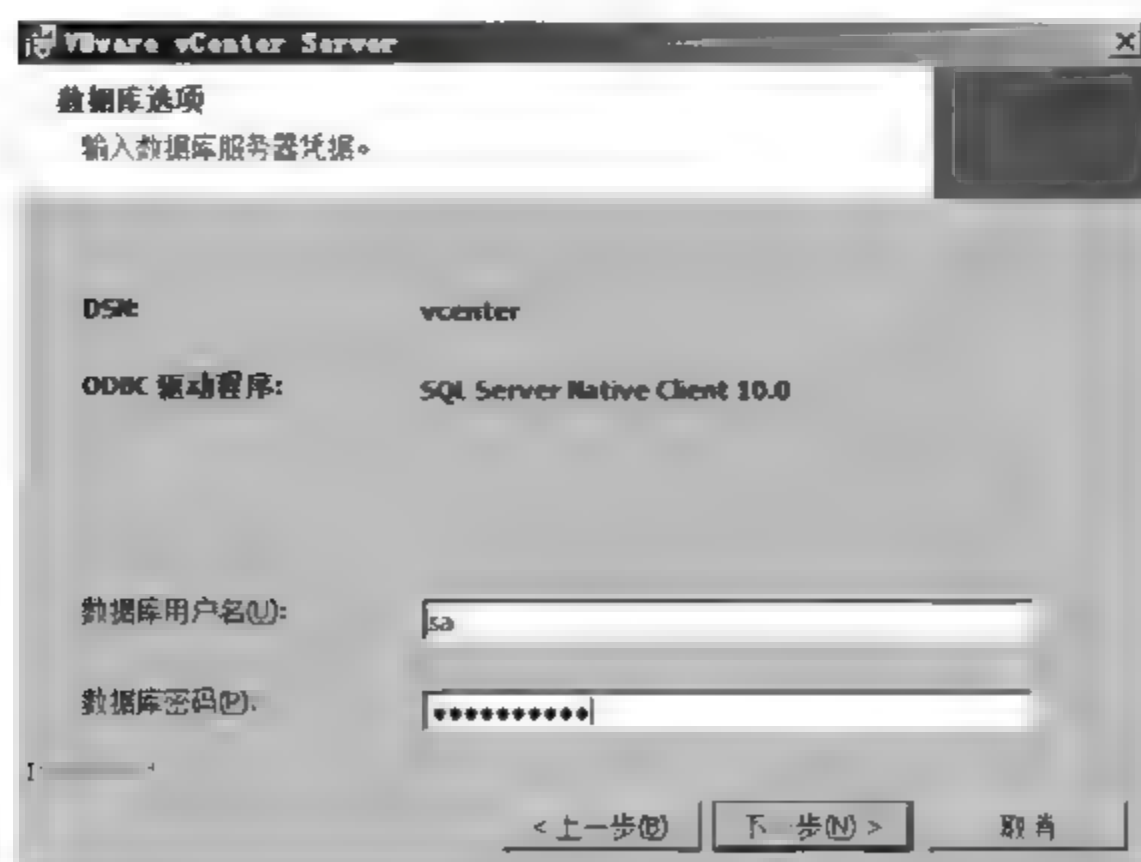 VMware vCenter Server
数据库选项
输入数据库服务器凭据。
DSN: vcenter
ODBC 驱动程序: SQL Server Native Client 10.0
数据库用户名(U): sa
数据库密码(P): ●●●●●●●●●●
< 上一步(B) 下一步(N) > 取消